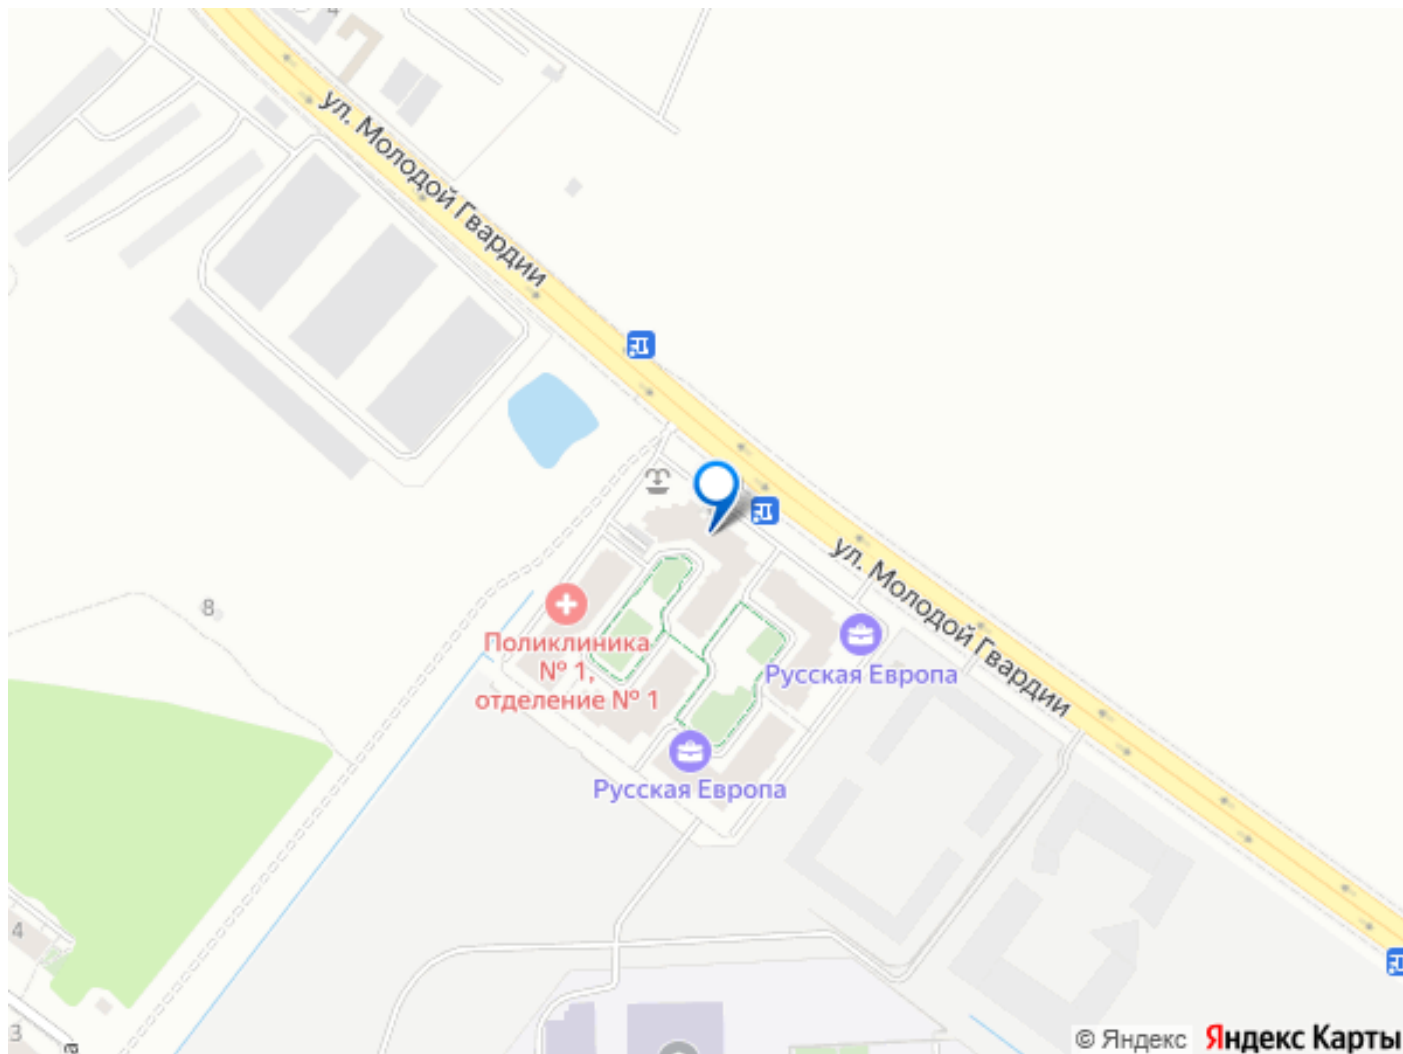 4
ул. Молодой Гвардии
8
Поликлиника
№ 1,
отделение № 1
ул. Молодой Гвардии
Русская Европа
Русская Европа
4
3
а
© Яндекс Яндекс Карты